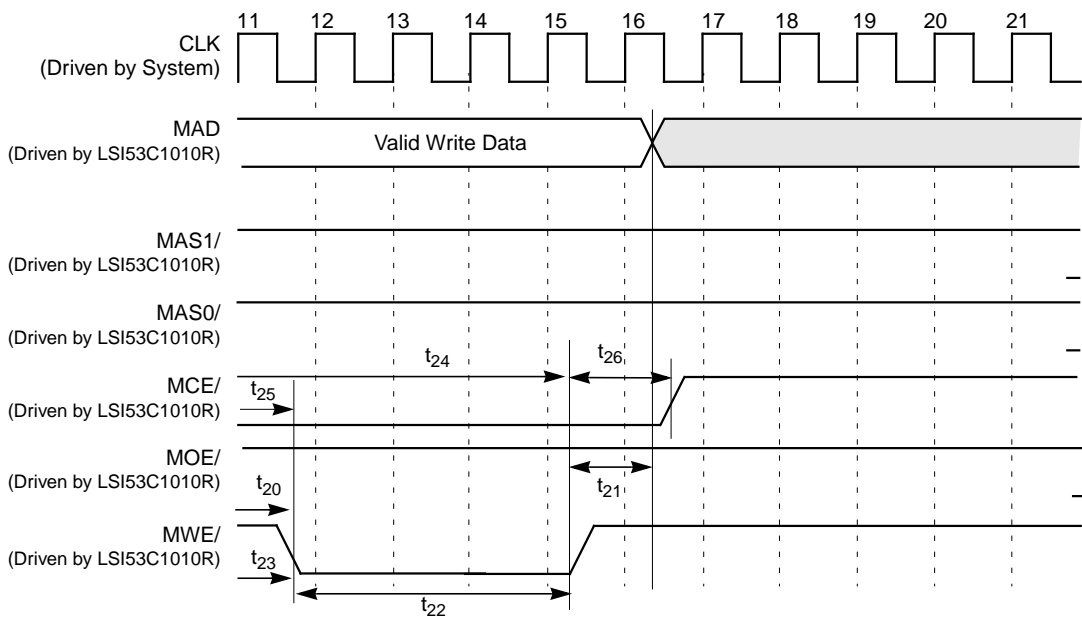 11 12 13 14 15 16 17 18 19 20 21
CLK
(Driven by System)
MAD
(Driven by LSI53C1010R)
Valid Write Data
MAS1/
(Driven by LSI53C1010R)
MAS0/
(Driven by LSI53C1010R)
t24
t26
MCE/
(Driven by LSI53C1010R)
t25
MOE/
(Driven by LSI53C1010R)
t21
t20
MWE/
(Driven by LSI53C1010R)
t23
t22